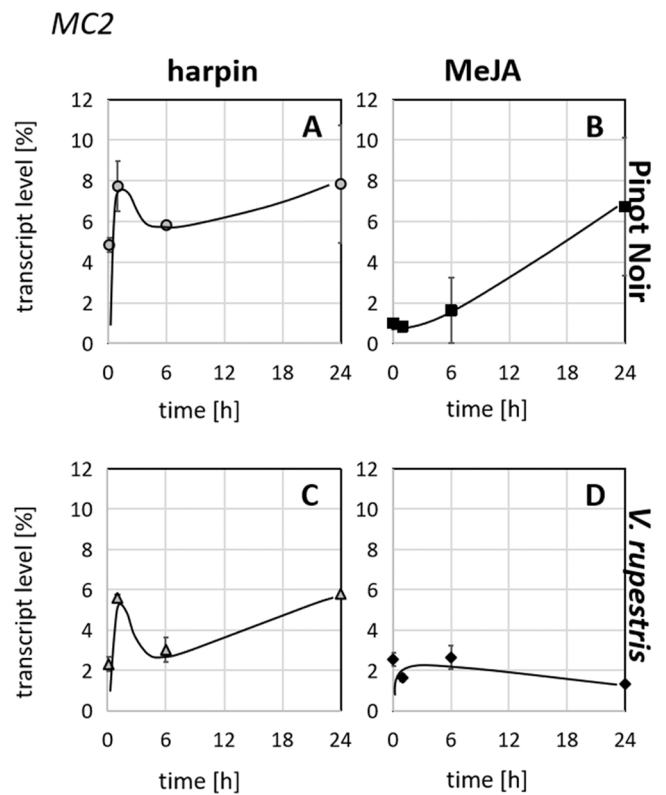 MC2
harpin MeJA
12 12
10 A 10 B
8 8
6 6
4 4
2 2
0 0
transcript level [%]
Pinot Noir
0 6 12 18 24 0 6 12 18 24
time [h] time [h]
12 12
10 C 10 D
8 8
6 6
4 4
2 2
0 0
transcript level [%]
V. rupestris
0 6 12 18 24 0 6 12 18 24
time [h] time [h]